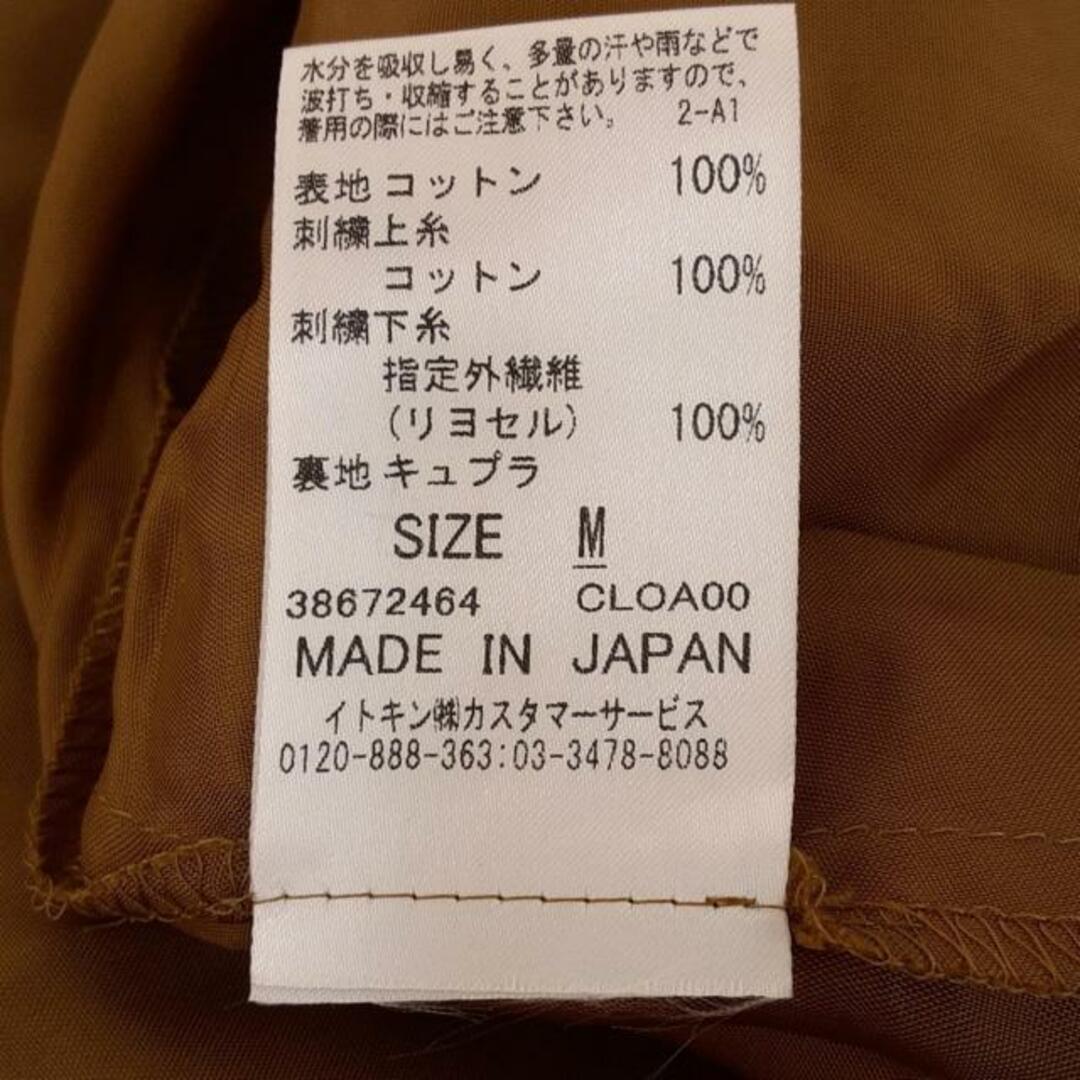 水分を吸収し易く、多量の汗や雨などで
波打ち・収縮することがありますので、
着用の際にはご注意下さい。 2-A1
表地 コットン 100%
刺繍上糸
コットン 100%
刺繍下糸
指定外繊維
(リヨセル) 100%
裏地 キュプラ
SIZE M
38672464 CLOA00
MADE IN JAPAN
イトキン㈱カスタマーサービス
0120-888-363:03-3478-8088